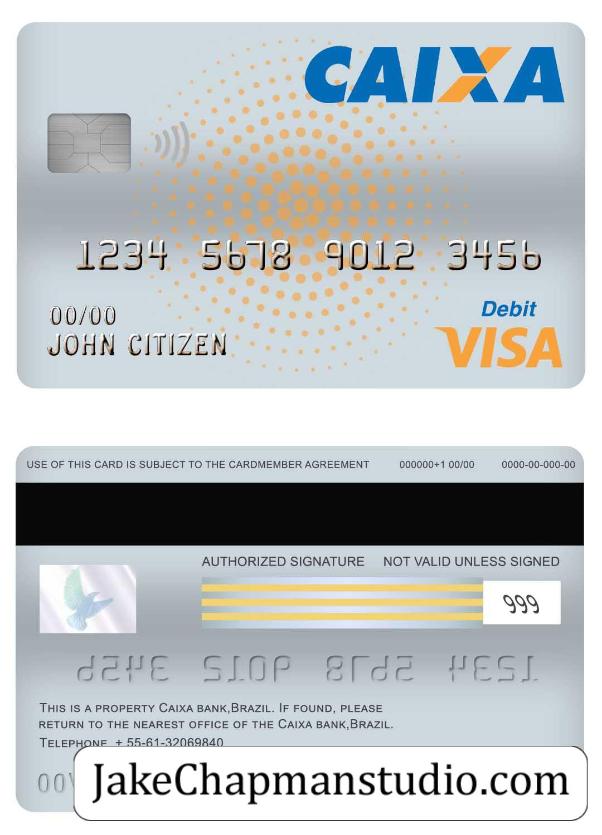 CAIXA
1234 5678 9012 3456
00/00
JOHN CITIZEN
Debit
VISA
USE OF THIS CARD IS SUBJECT TO THE CARDMEMBER AGREEMENT 000000+1 00/00 0000-00-000-00
AUTHORIZED SIGNATURE NOT VALID UNLESS SIGNED
999
THIS IS A PROPERTY CAIXA BANK,BRAZIL. IF FOUND, PLEASE
RETURN TO THE NEAREST OFFICE OF THE CAIXA BANK,BRAZIL.
TELEPHONE + 55-61-32069840
JakeChapmanstudio.com